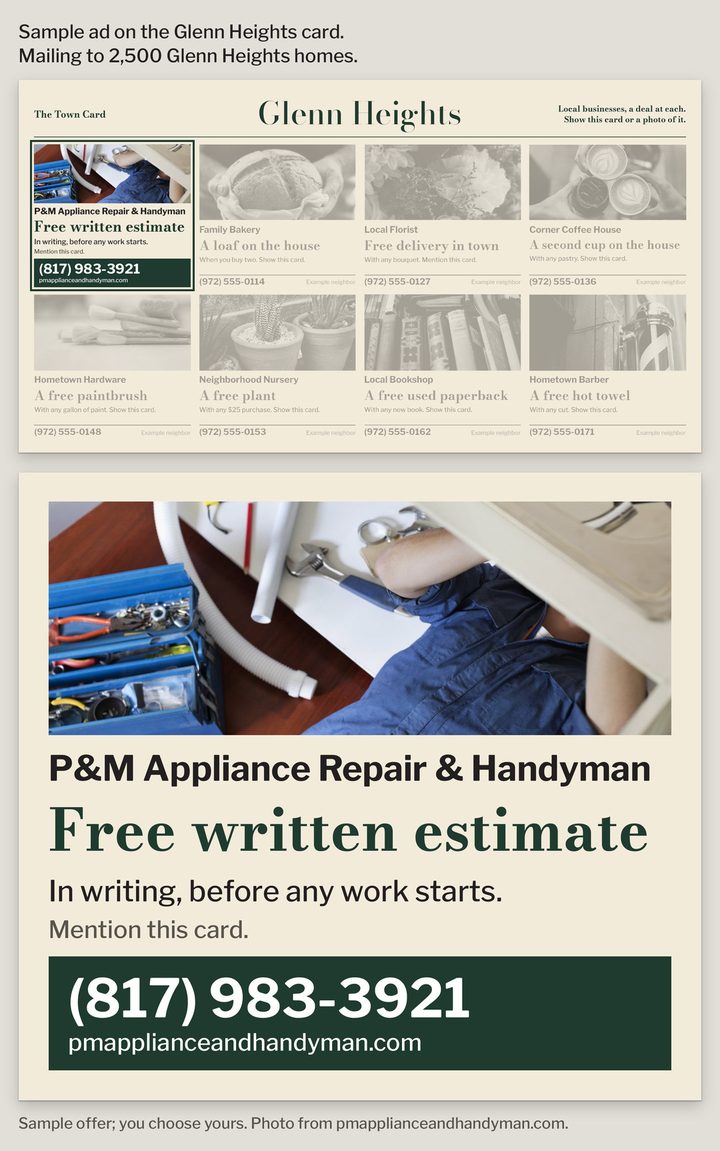 Sample ad on the Glenn Heights card.
Mailing to 2,500 Glenn Heights homes.
The Town Card
Glenn Heights
Local businesses, a deal at each.
Show this card or a photo of it.
P&M Appliance Repair & Handyman
Free written estimate
In writing, before any work starts.
Mention this card.
(817) 983-3921
pmapplianceandhandyman.com
Family Bakery
A loaf on the house
When you buy two. Show this card.
(972) 555-0114
Example neighbor
Local Florist
Free delivery in town
With any bouquet. Mention this card.
(972) 555-0127
Example neighbor
Corner Coffee House
A second cup on the house
With any pastry. Show this card.
(972) 555-0136
Example neighbor
Hometown Hardware
A free paintbrush
With any gallon of paint. Show this card.
(972) 555-0148
Example neighbor
Neighborhood Nursery
A free plant
With any $25 purchase. Show this card.
(972) 555-0153
Example neighbor
Local Bookshop
A free used paperback
With any new book. Show this card.
(972) 555-0162
Example neighbor
Hometown Barber
A free hot towel
With any cut. Show this card.
(972) 555-0171
Example neighbor
P&M Appliance Repair & Handyman
Free written estimate
In writing, before any work starts.
Mention this card.
(817) 983-3921
pmapplianceandhandyman.com
Sample offer; you choose yours. Photo from pmapplianceandhandyman.com.